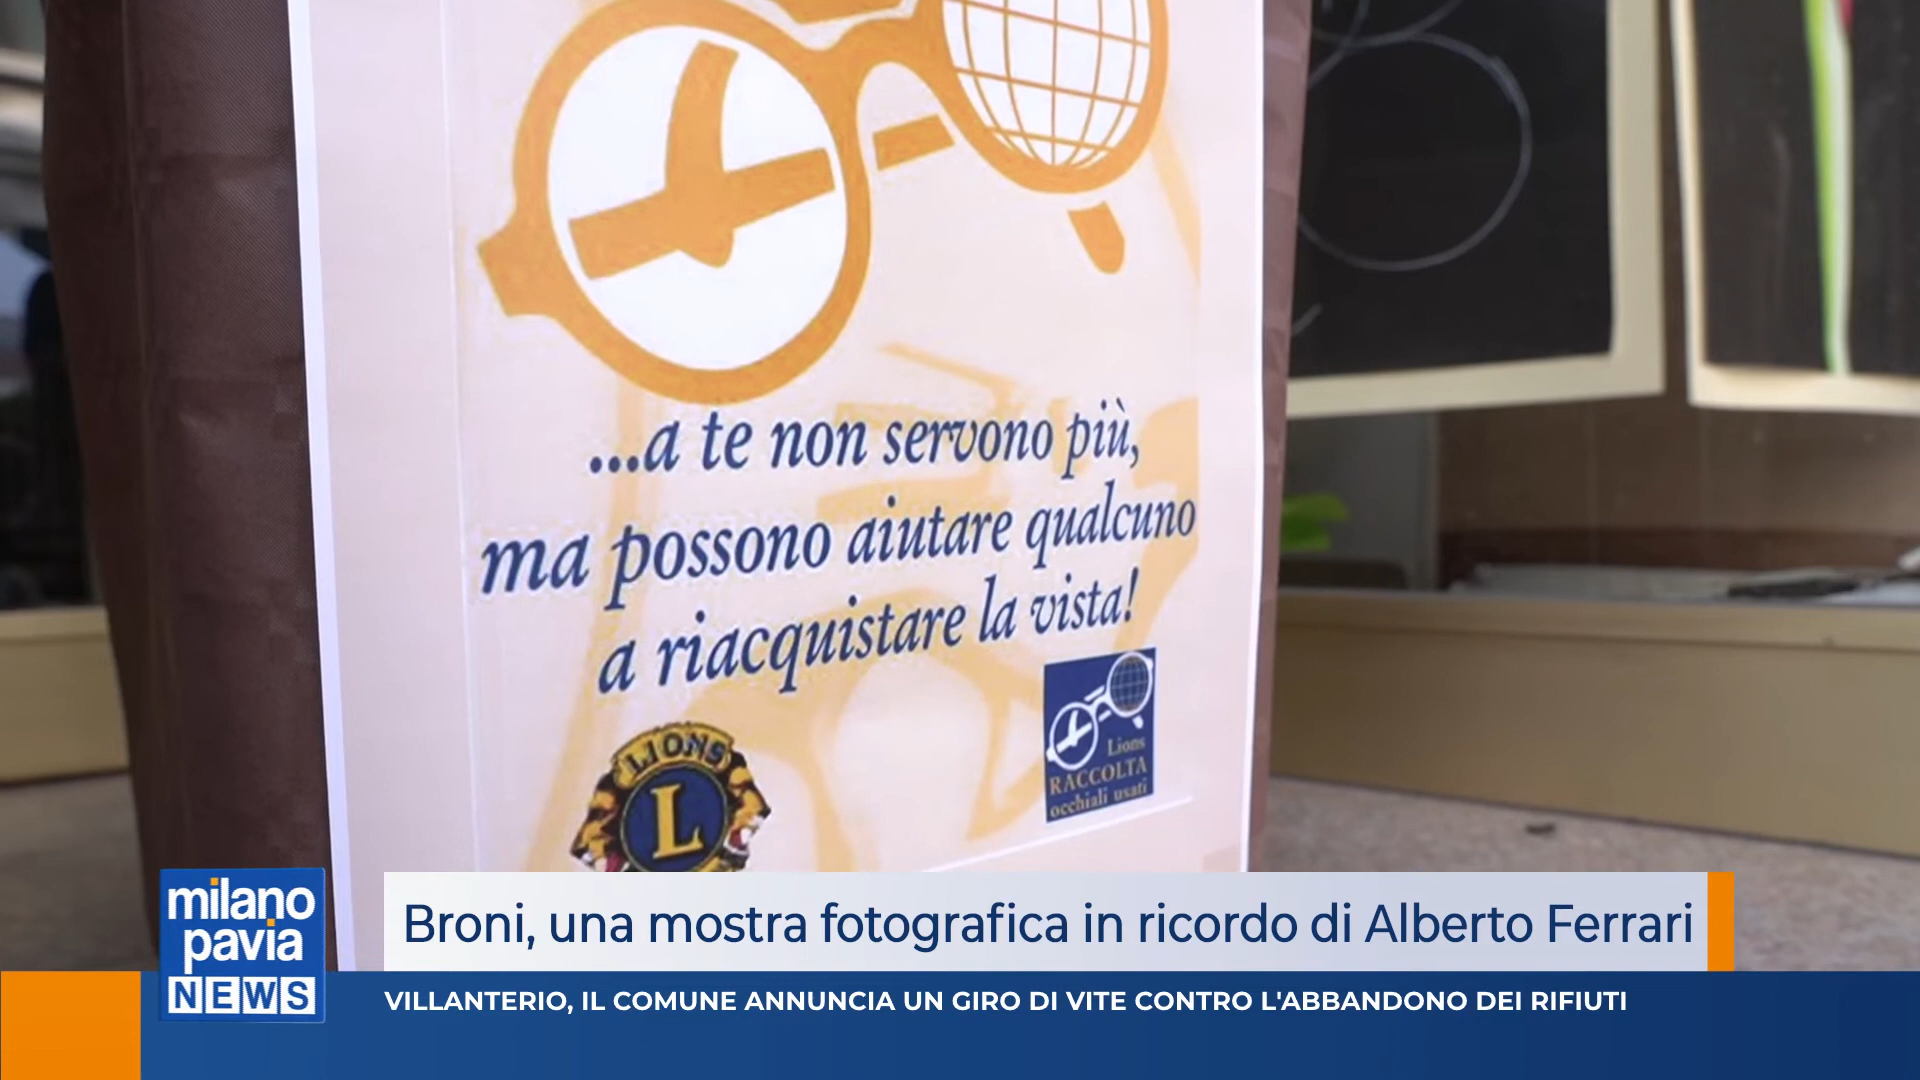 ...a te non servono più,
ma possono aiutare qualcuno
a riacquistare la vista!
LIONS
L
Lions
RACCOLTA
occhiali usati
milano
pavia
NEWS
Broni, una mostra fotografica in ricordo di Alberto Ferrari
VILLANTERIO, IL COMUNE ANNUNCIA UN GIRO DI VITE CONTRO L'ABBANDONO DEI RIFIUTI